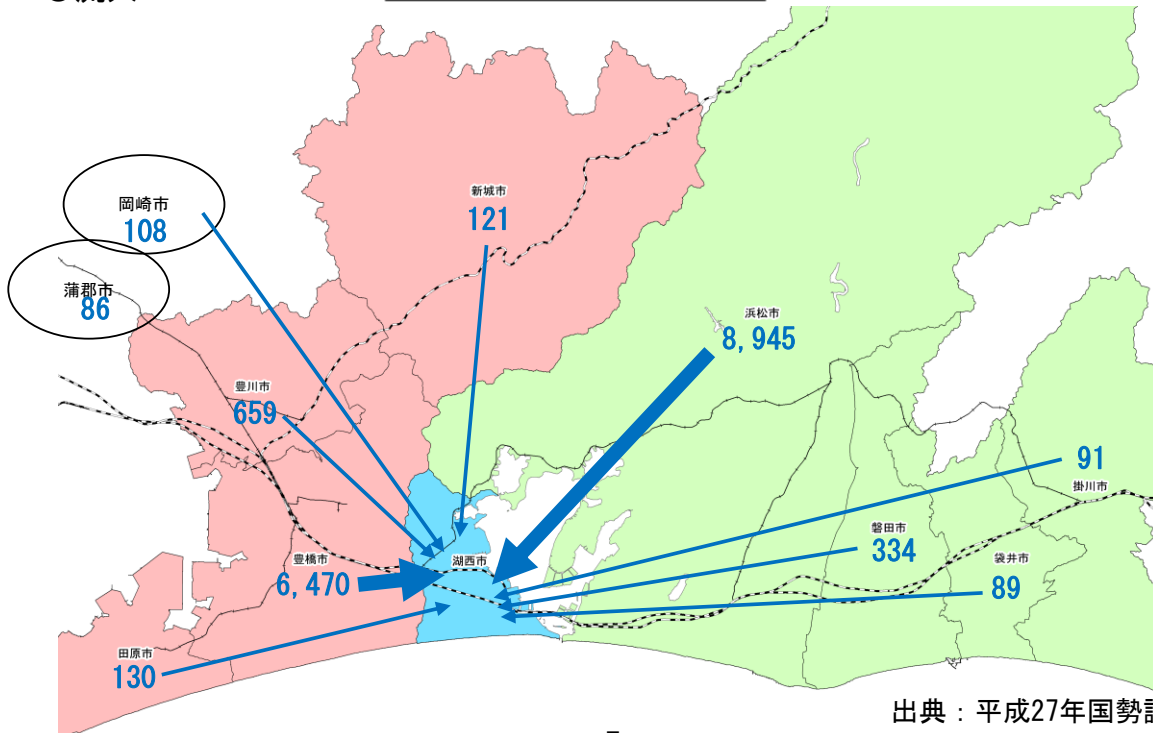 岡崎市
108
蒲郡市
86
新城市
121
浜松市
8,945
豊川市
659
91
掛川市
磐田市
334
袋井市
89
湖西市
豊橋市
6,470
田原市
130
出典：平成27年国勢